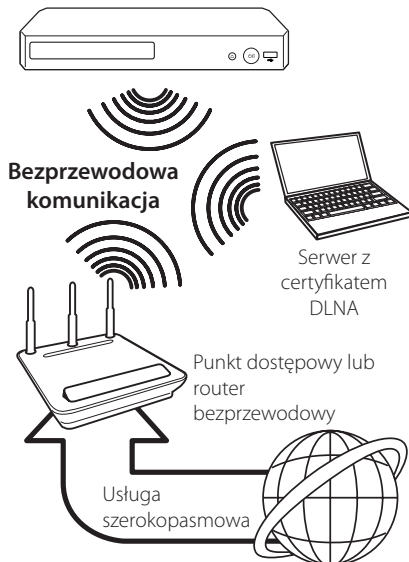 Bezprzewodowa
komunikacja
Serwer z
certyfikatem
DLNA
Punkt dostępowy lub
router
bezprzewodowy
Usługa
szerokopasmowa